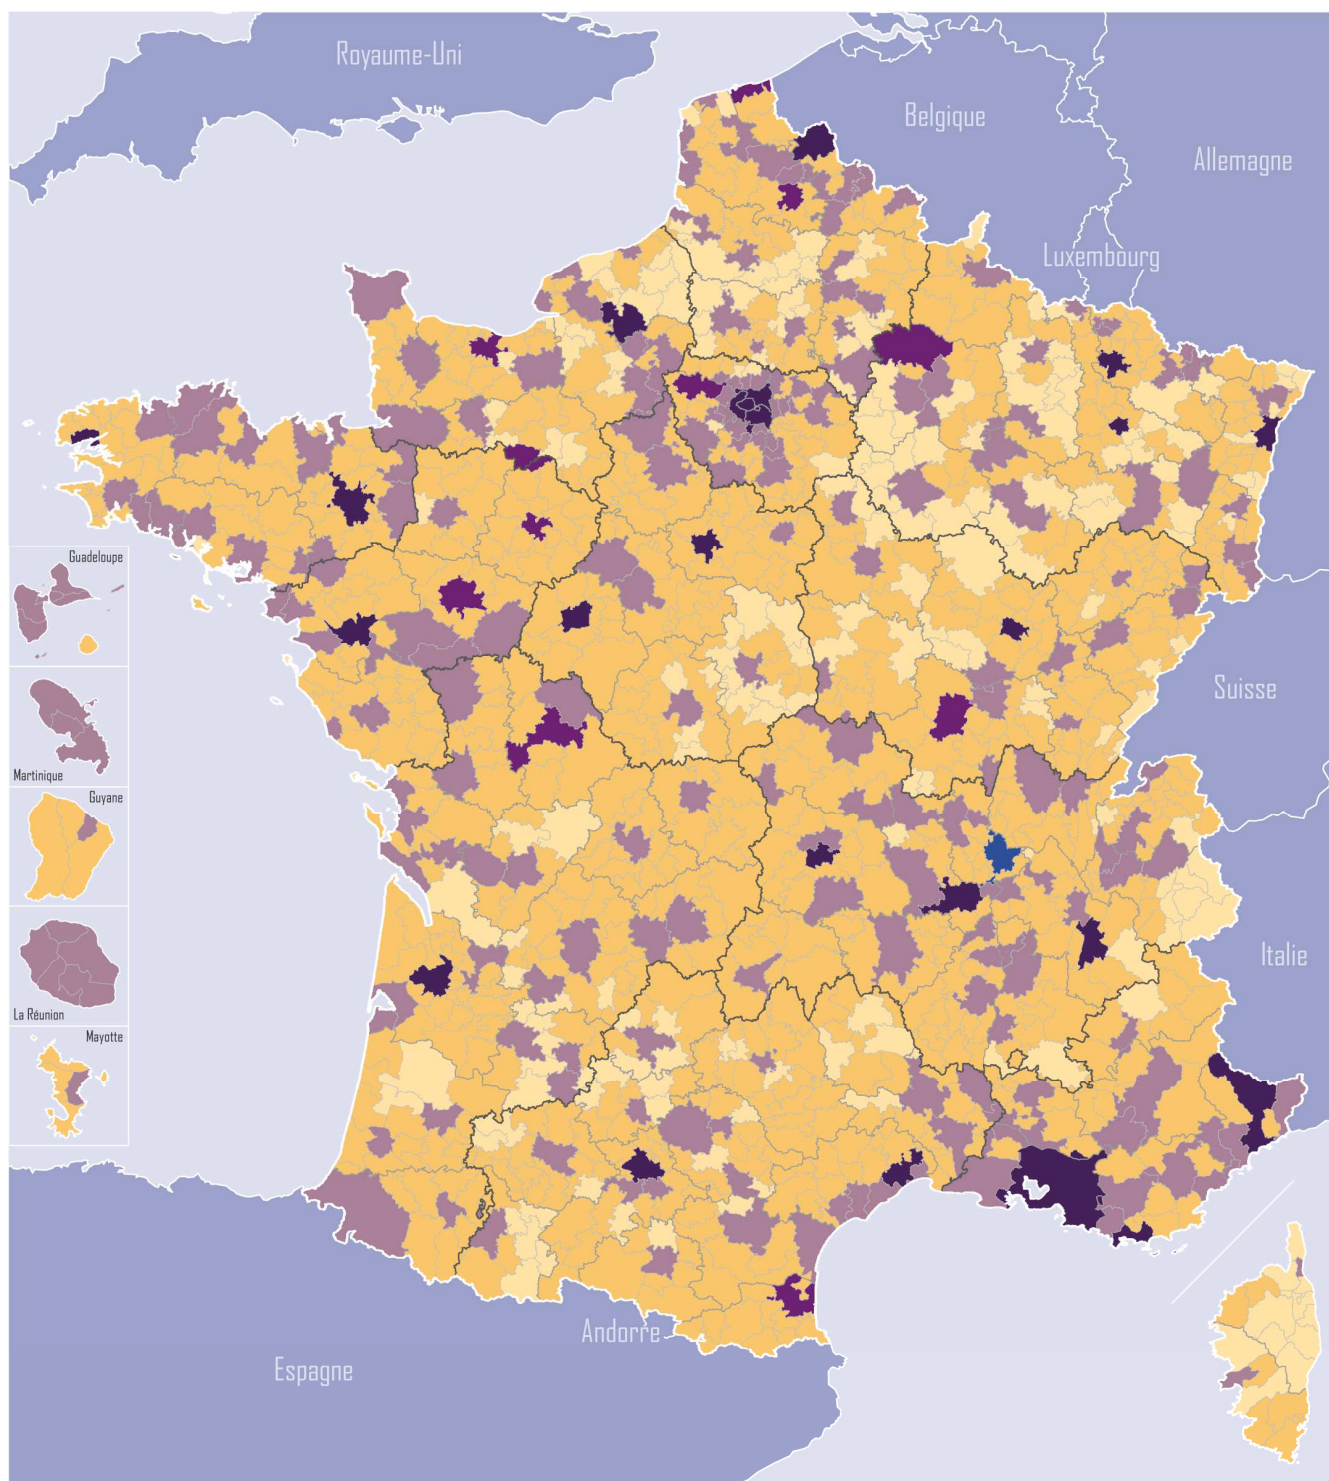 Royaume-Uni
Belgique
Allemagne
Luxembourg
Guadeloupe
Martinique
Guyane
La Réunion
Mayotte
Suisse
Italie
Andorre
Espagne